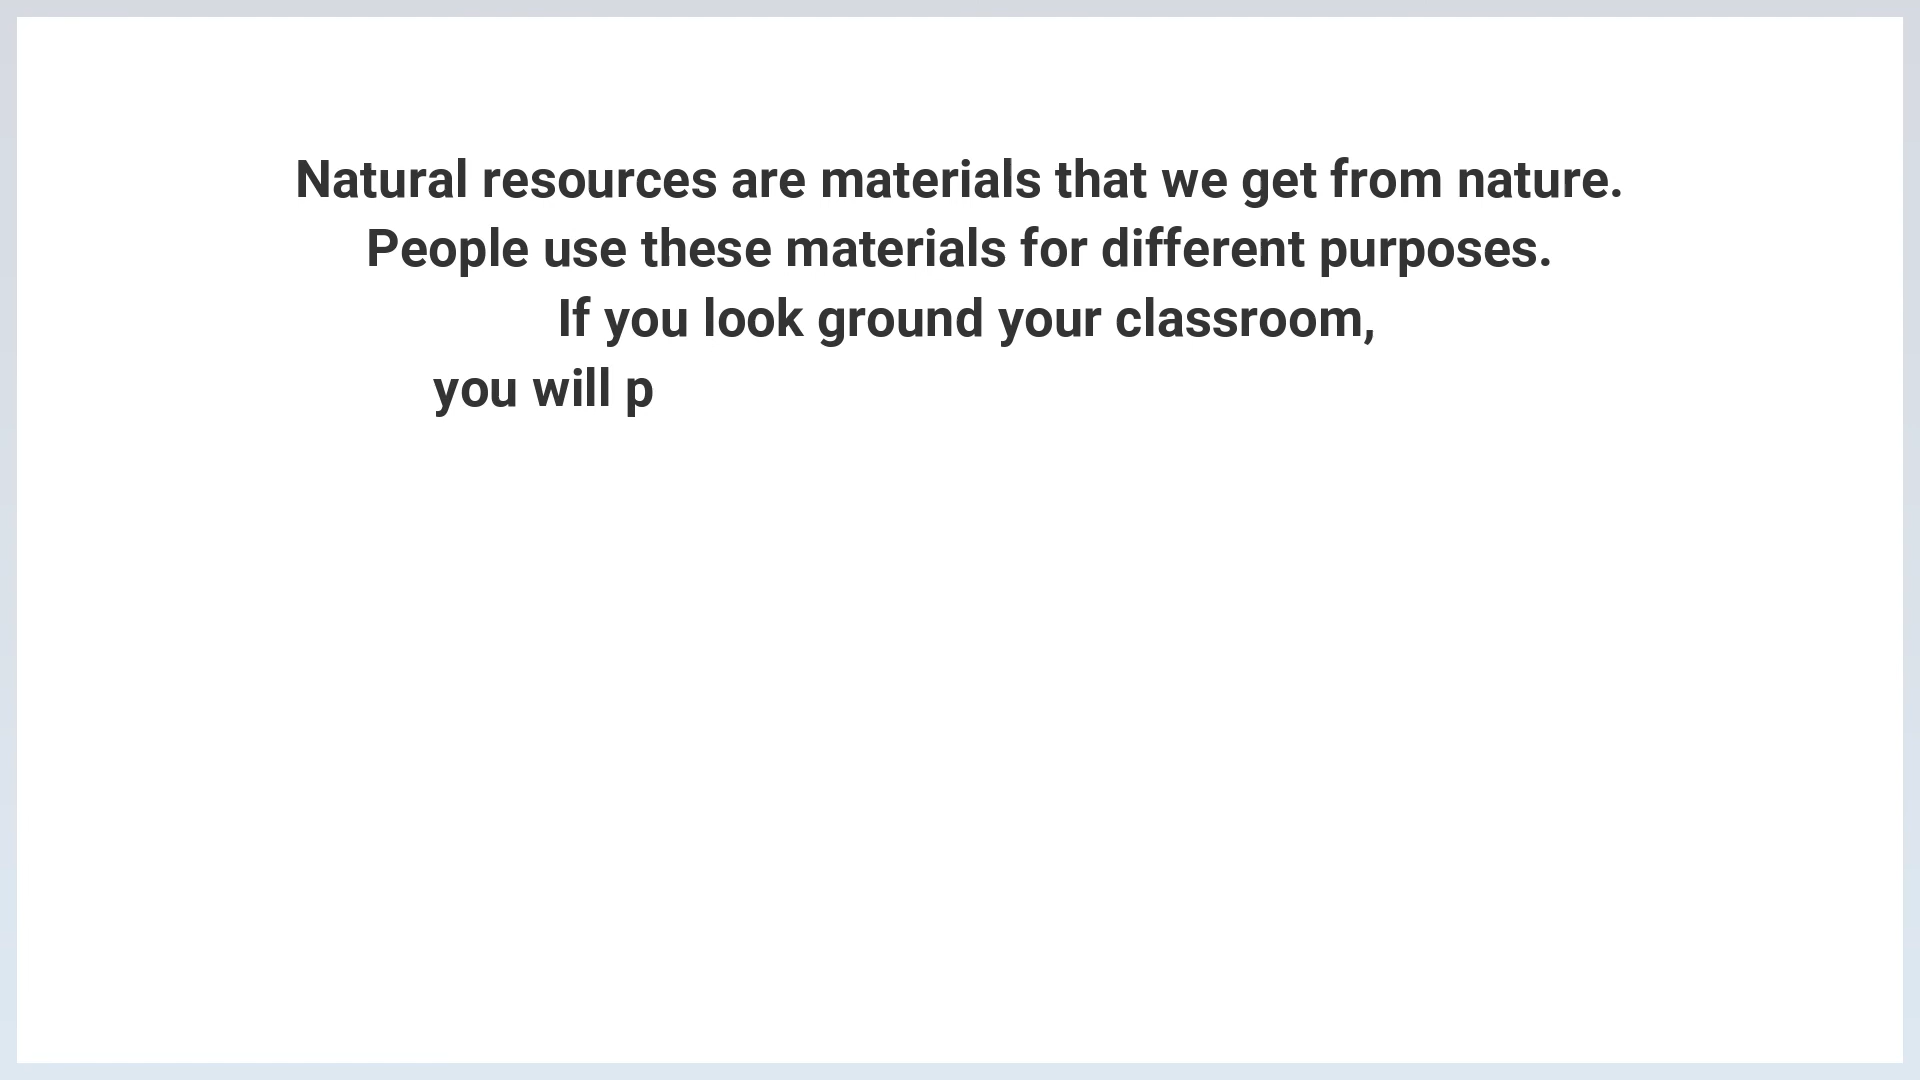 Natural resources are materials that we get from nature.
People use these materials for different purposes.
If you look ground your classroom,
you will p